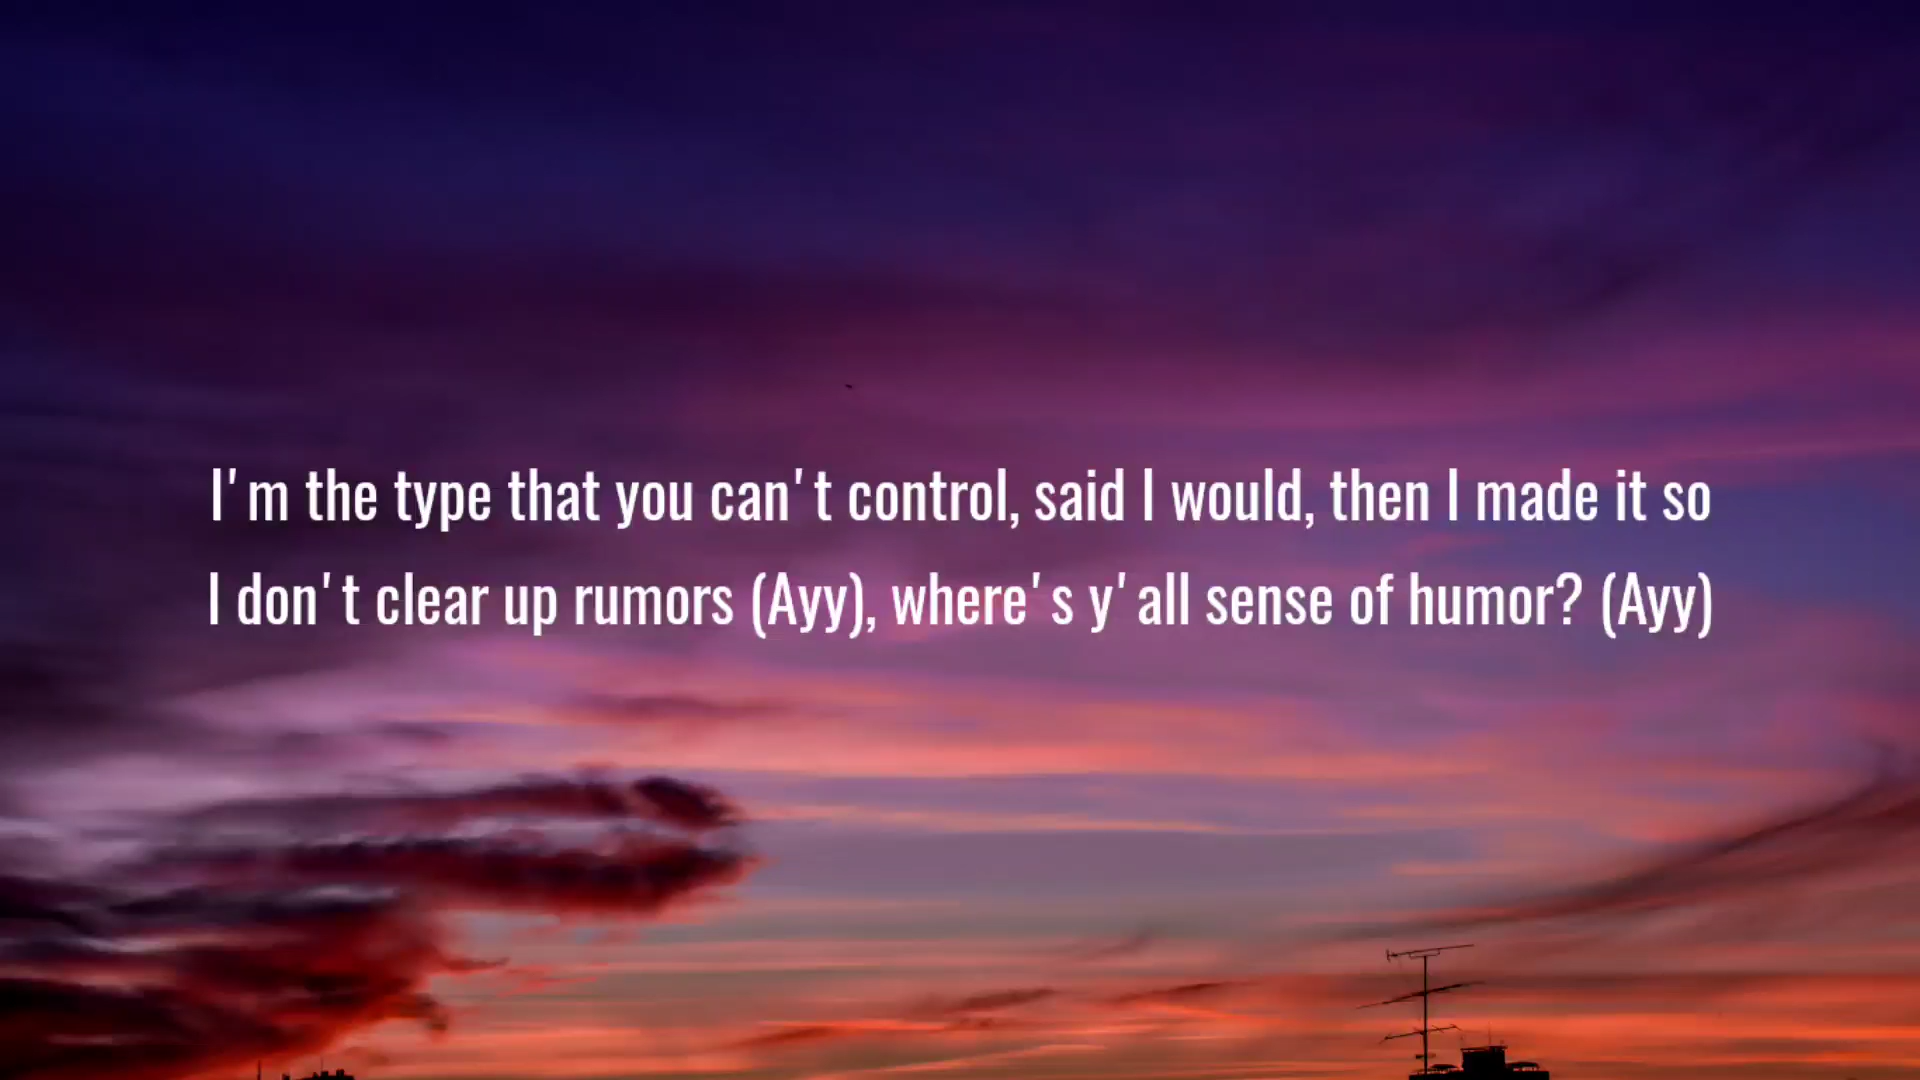 I'm the type that you can't control, said I would, then I made it so
I don't clear up rumors (Ayy), where's y'all sense of humor? (Ayy)